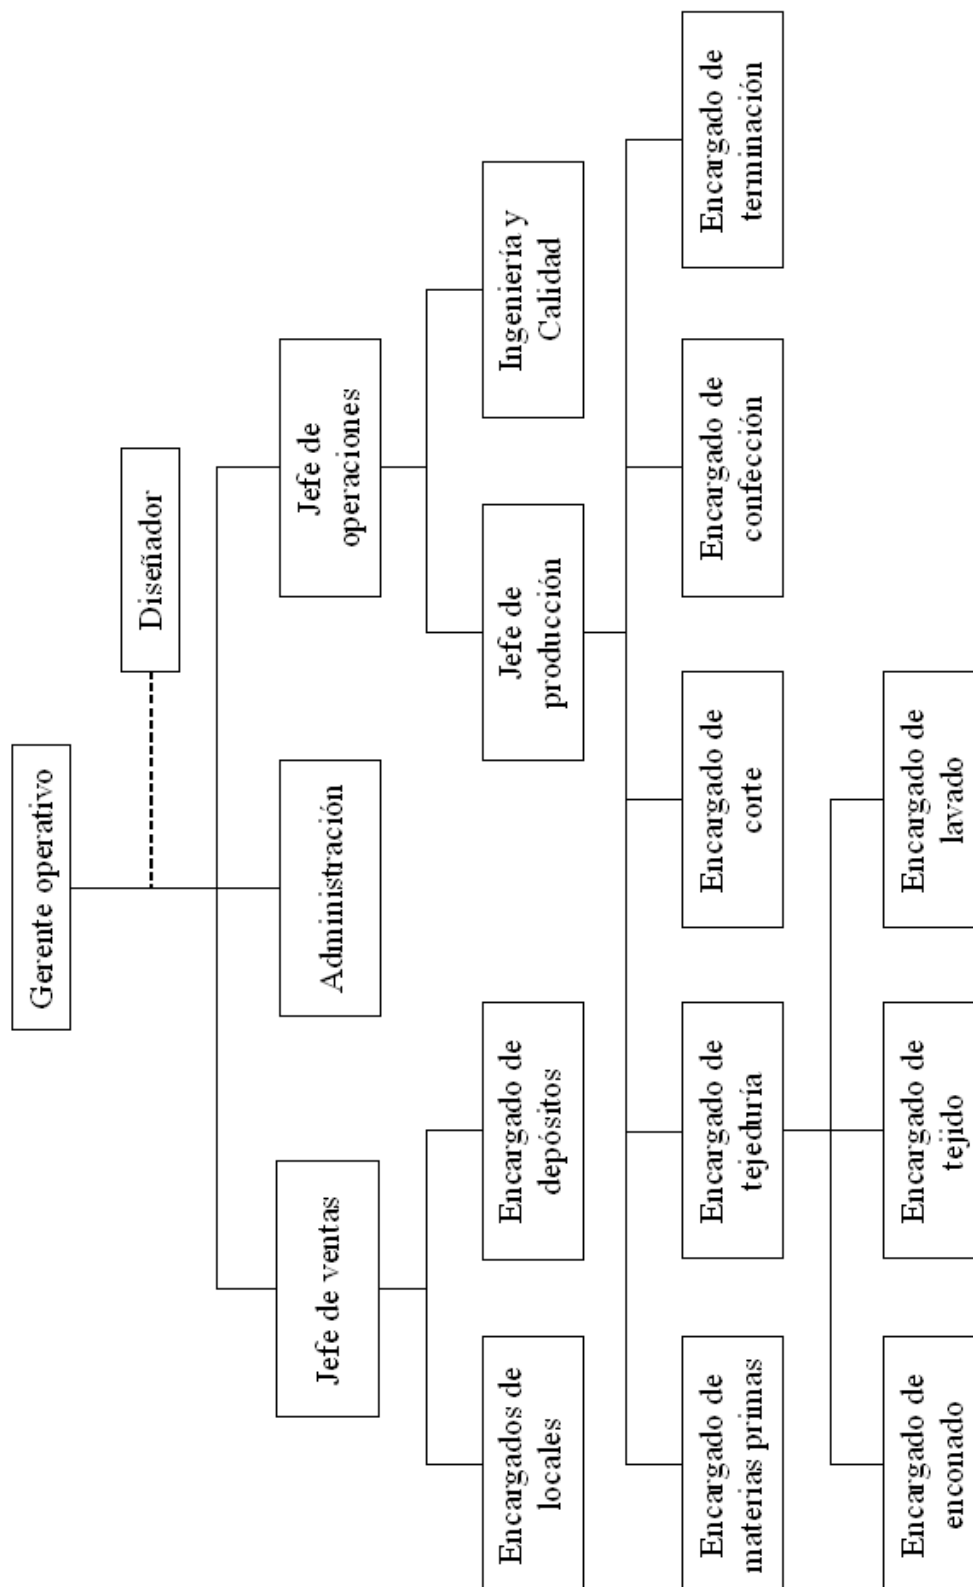 Gerente operativo
Diseñador
Jefe de ventas
Administración
Jefe de
operaciones
Encargados de
locales
Encargado de
depósitos
Jefe de
producción
Ingeniería y
Calidad
Encargado de
materias primas
Encargado de
tejeduría
Encargado de
corte
Encargado de
confección
Encargado de
terminación
Encargado de
enconado
Encargado de
tejido
Encargado de
lavado